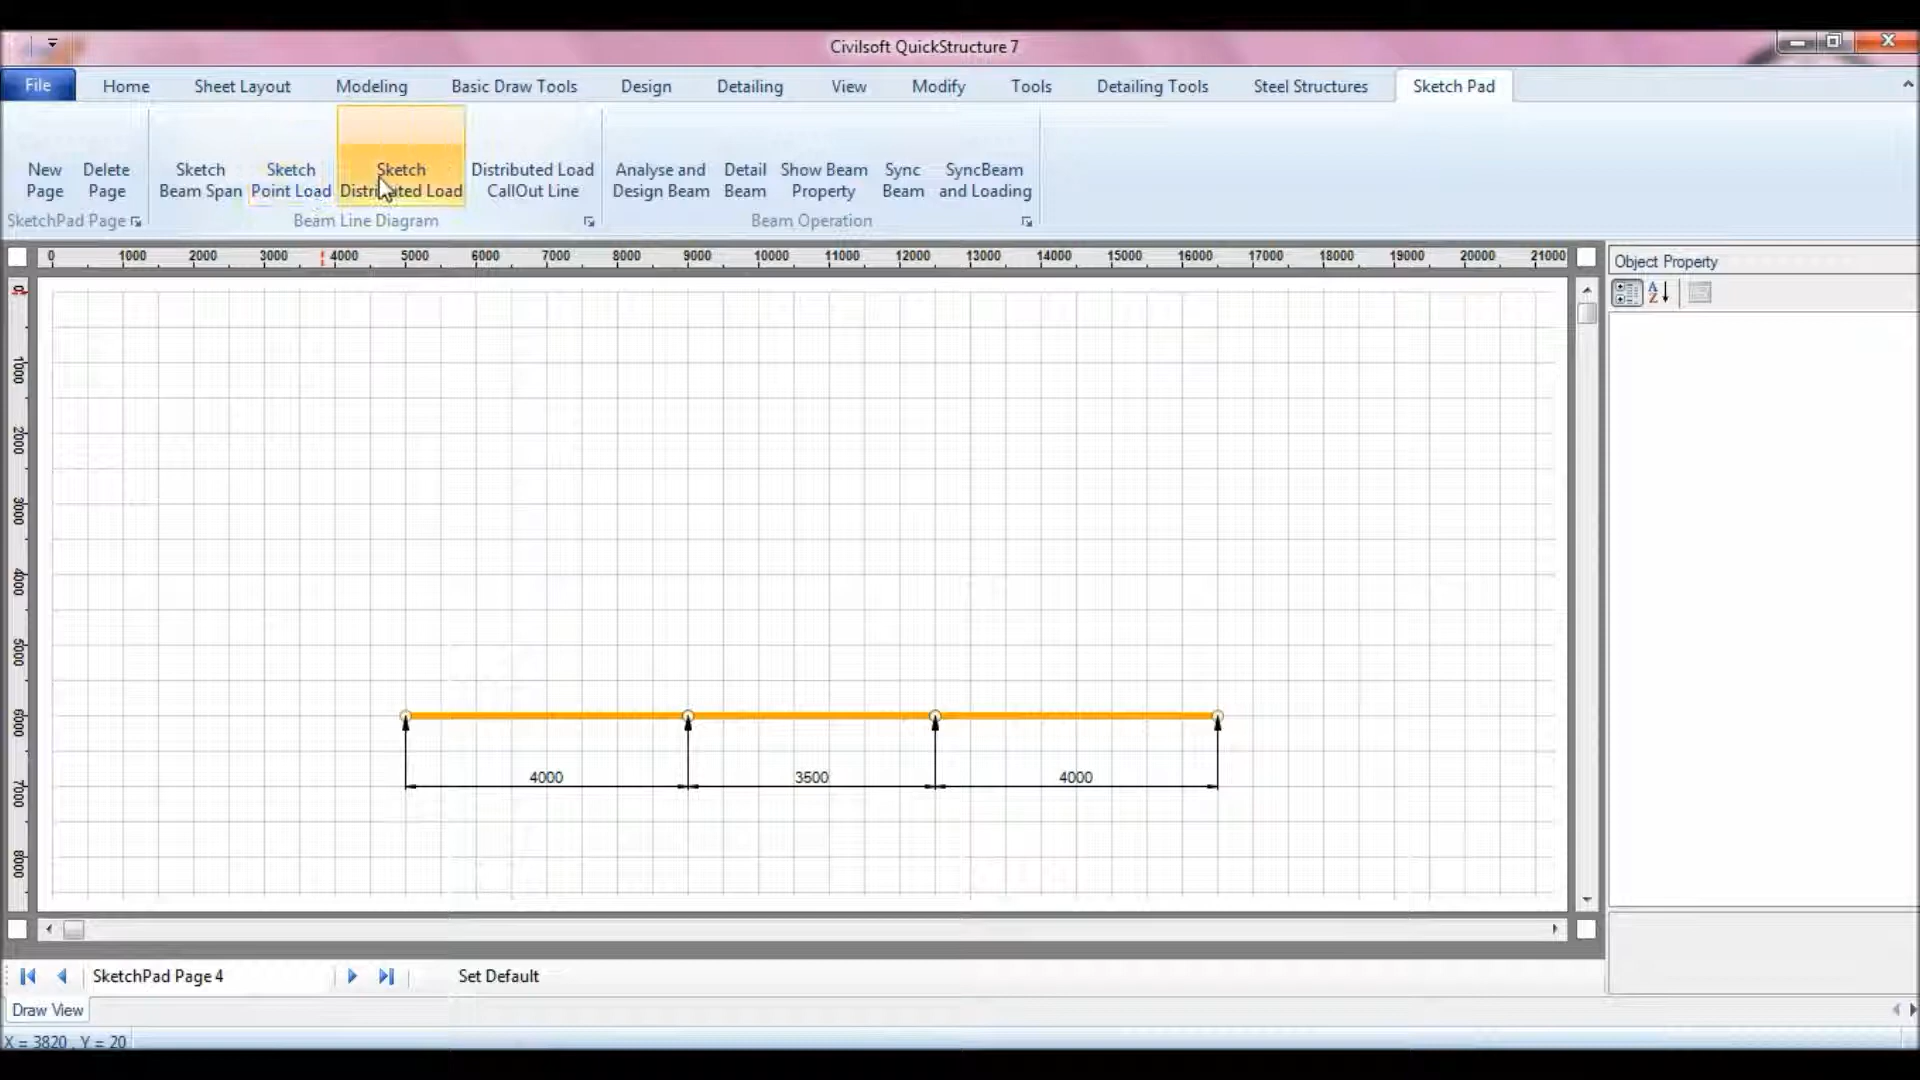 Civilsoft QuickStructure 7
File Home Sheet Layout Modeling Basic Draw Tools Design Detailing View Modify Tools Detailing Tools Steel Structures Sketch Pad
New Page
Delete Page
Sketch Beam Span
Sketch Point Load
Sketch Distributed Load
Distributed Load CallOut Line
Analyse and Design Beam
Detail Beam
Show Beam Property
Sync Beam
SyncBeam and Loading
SketchPad Page
Beam Line Diagram
Beam Operation
0 1000 2000 3000 4000 5000 6000 7000 8000 9000 10000 11000 12000 13000 14000 15000 16000 17000 18000 19000 20000 21000
Object Property
A
Z
0
1000
2000
3000
4000
5000
6000
7000
8000
4000 3500 4000
SketchPad Page 4
Set Default
Draw View
X = 3820 , Y = 20